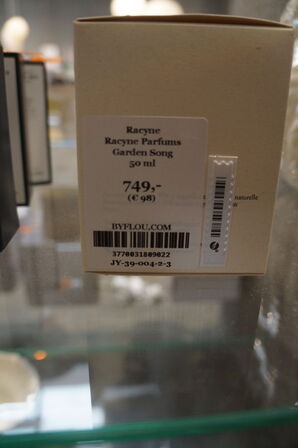 Racyne
Racyne Parfums
Garden Song
50 ml
749,-
(€ 98)
naturelle
BYFLOU.COM
3770031809022
JY-39-004-2-3